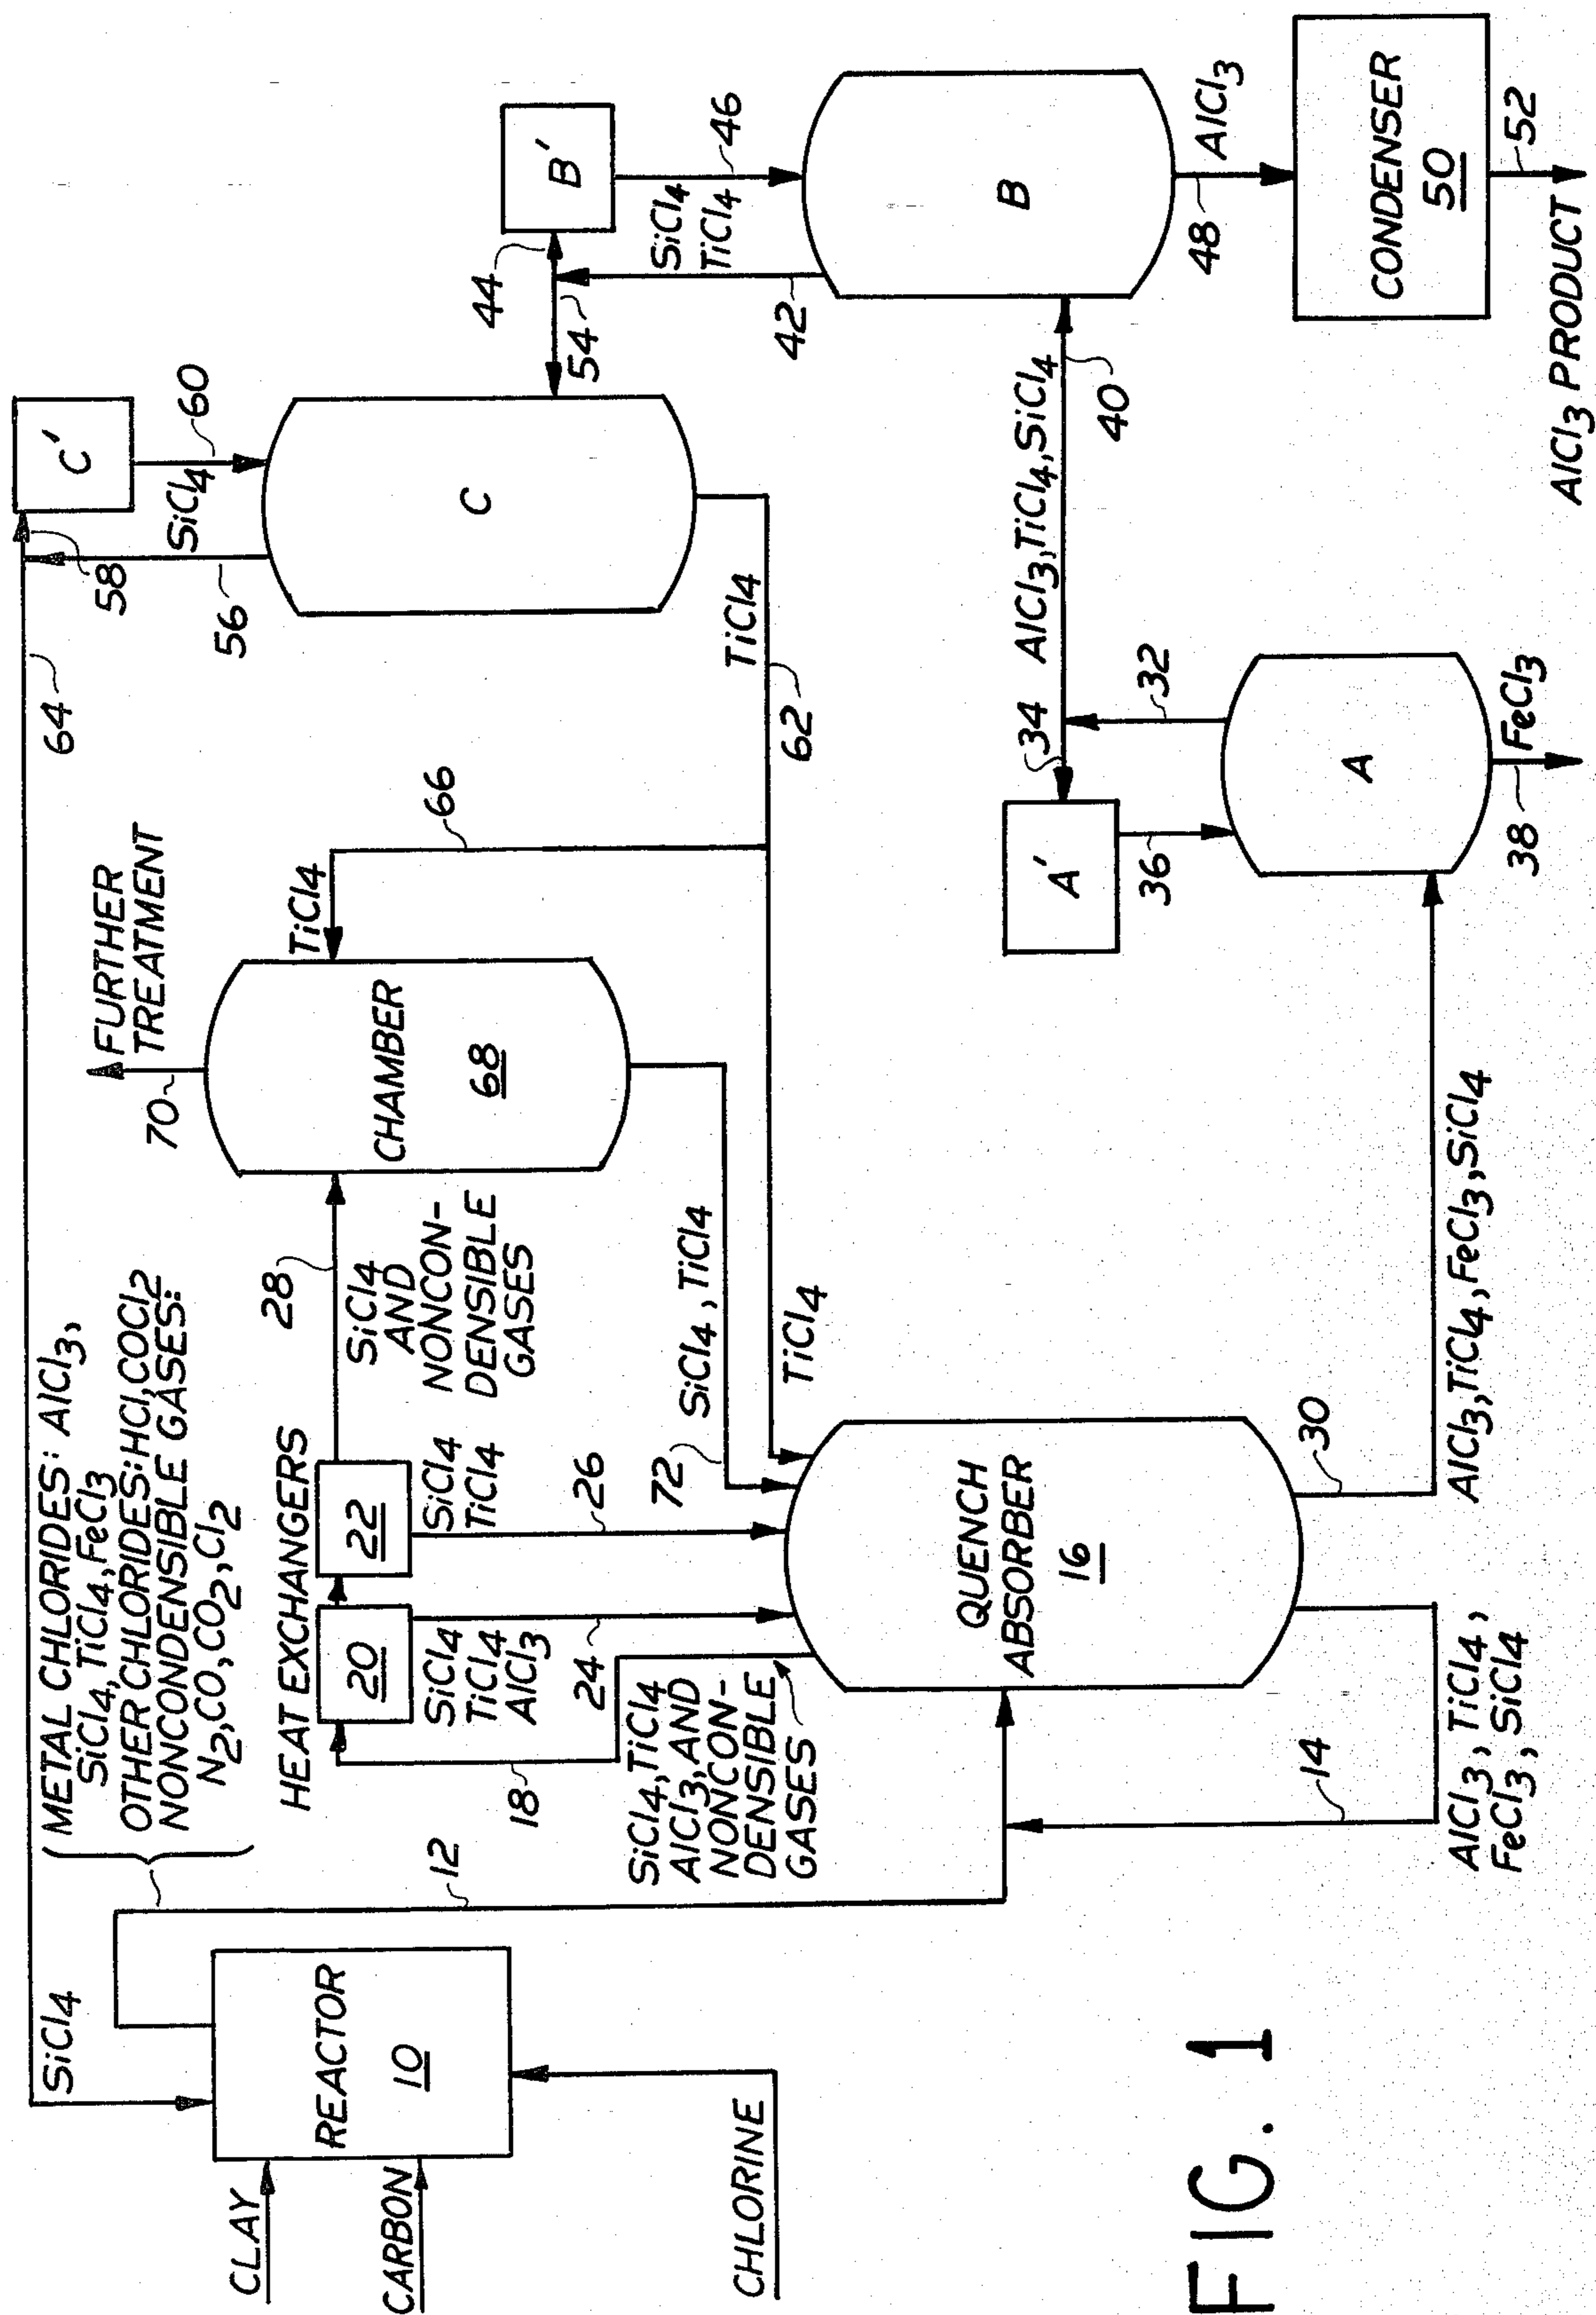 SiCl4
64
58
C'
60
SiCl4
56
C
METAL CHLORIDES: AlCl3,
SiCl4, TiCl4, FeCl3
OTHER CHLORIDES: HCl, COCl2
NONCONDENSIBLE GASES:
N2, CO, CO2, Cl2
70
FURTHER
TREATMENT
CLAY
CARBON
CHLORINE
REACTOR
10
12
HEAT EXCHANGERS
20
22
28
SiCl4
AND
NONCON-
DENSIBLE
GASES
CHAMBER
68
TiCl4
66
TiCl4
62
54
44
B'
46
SiCl4
TiCl4
42
18
SiCl4
TiCl4
AlCl3
24
SiCl4
TiCl4
26
72
SiCl4, TiCl4
TiCl4
SiCl4, TiCl4
AlCl3, AND
NONCON-
DENSIBLE
GASES
QUENCH
ABSORBER
16
34
AlCl3, TiCl4, SiCl4
40
B
48
AlCl3
A'
36
32
A
38
FeCl3
CONDENSER
50
52
AlCl3 PRODUCT
14
AlCl3, TiCl4,
FeCl3, SiCl4
30
AlCl3, TiCl4, FeCl3, SiCl4
FIG. 1